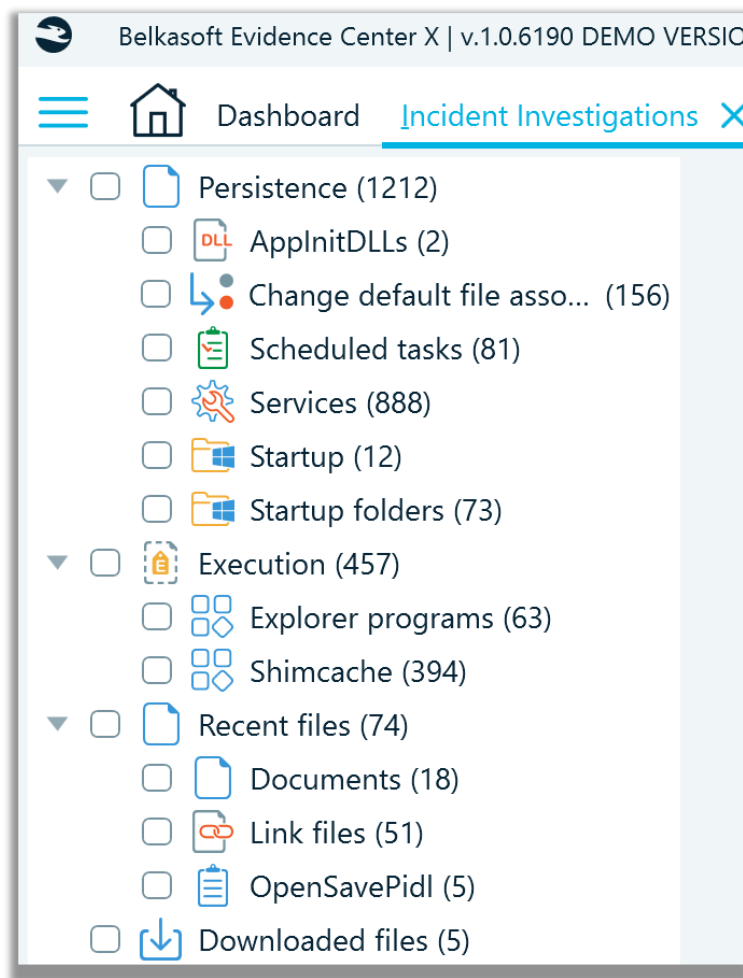 Belkasoft Evidence Center X | v.1.0.6190 DEMO
Dashboard Incident Investigations
Persistence (1212)
DLL AppInitDLLs (2)
Change default file asso... (156)
Scheduled tasks (81)
Services (888)
Startup (12)
Startup folders (73)
E Execution (457)
Explorer programs (63)
Shimcache (394)
Recent files (74)
Documents (18)
Link files (51)
OpenSavePidl (5)
Downloaded files (5)